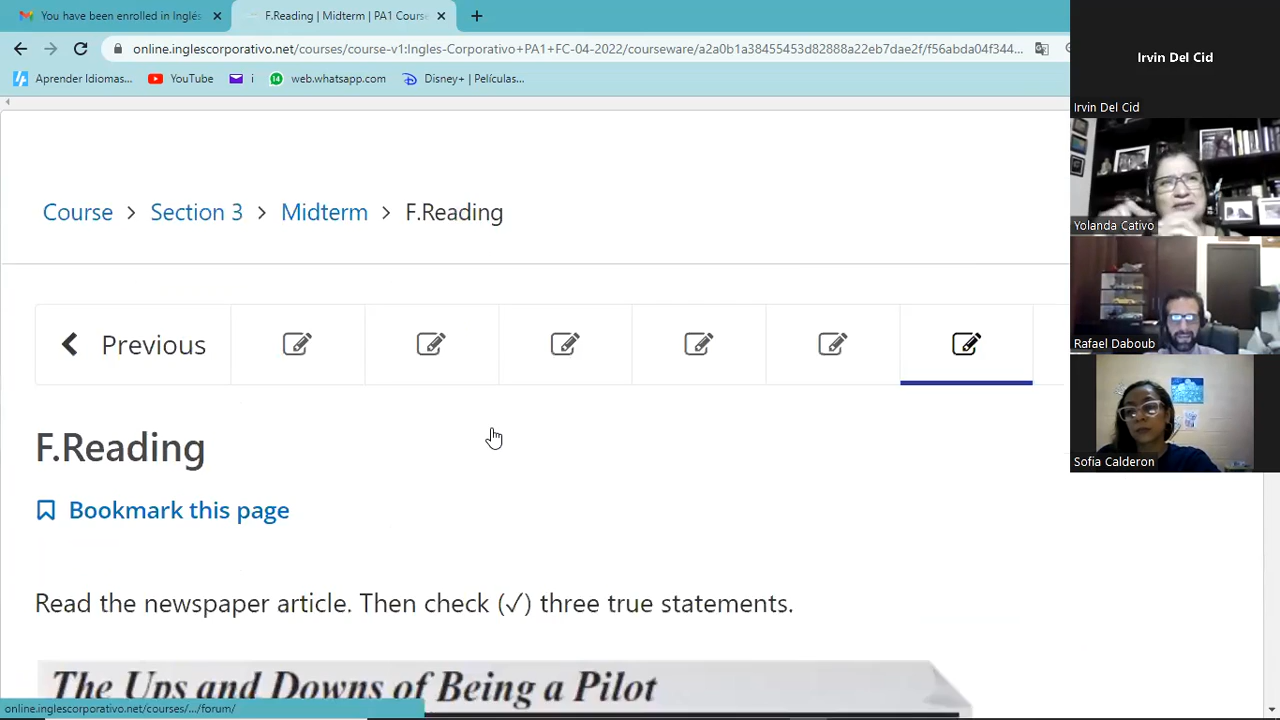 You have been enrolled in Inglés
F.Reading | Midterm | PA1 Course
online.inglescorporativo.net/courses/course-v1:Ingles-Corporativo+PA1+FC-04-2022/courseware/a2a0b1a38455453d82888a22eb7dae2f/f56abda04f344...
Aprender Idiomas...
YouTube
i
web.whatsapp.com
Disney+ | Películas,...
Irvin Del Cid
Irvin Del Cid
Yolanda Cativo
Rafael Daboub
Sofia Calderon
Course > Section 3 > Midterm > F.Reading
Previous
F.Reading
Bookmark this page
Read the newspaper article. Then check (✓) three true statements.
The Ups and Downs of Being a Pilot
online.inglescorporativo.net/courses/.../forum/